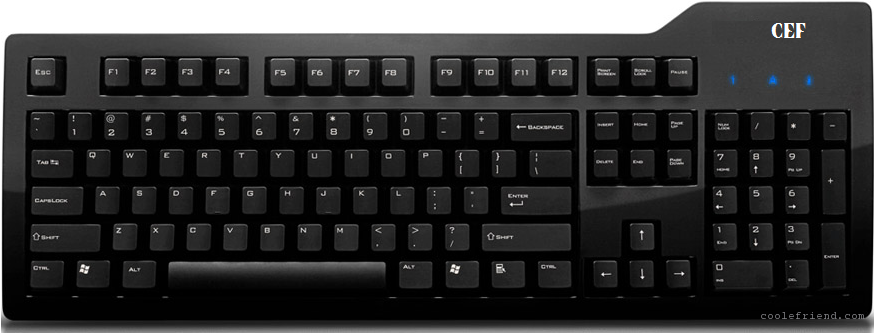 CEF
Esc F1 F2 F3 F4 F5 F6 F7 F8 F9 F10 F11 F12 PRINT SCREEN SCROLL LOCK PAUSE
~ ` ! 1 @ 2 # 3 $ 4 % 5 ^ 6 & 7 * 8 ( 9 ) 0 - + = ← BACKSPACE INSERT HOME PAGE UP NUM LOCK / * -
TAB Q W E R T Y U I O P { [ } ] \ DELETE END PAGE DOWN 7 HOME 8 ↑ 9 PG UP +
CAPSLOCK A S D F G H J K L : ; ENTER 4 ← 5 6 →
⇧ SHIFT Z X C V B N M < , > . ? / ⇧ SHIFT ↑ 1 END 2 ↓ 3 PG DN ENTER
CTRL ALT ALT CTRL ← ↓ → 0 INS . DEL
coolefriend.com